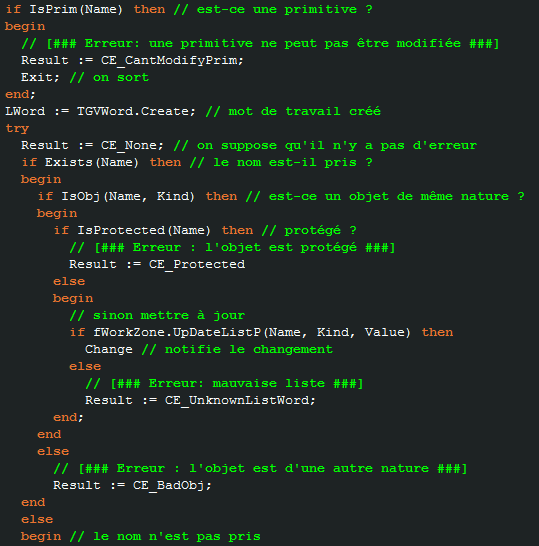 if IsPrim(Name) then // est-ce une primitive ?
begin
// [### Erreur: une primitive ne peut pas être modifiée ###]
Result := CE_CantModifyPrim;
Exit; // on sort
end;
LWord := TGVWord.Create; // mot de travail créé
try
Result := CE_None; // on suppose qu'il n'y a pas d'erreur
if Exists(Name) then // le nom est-il pris ?
begin
if IsObj(Name, Kind) then // est-ce un objet de même nature ?
begin
if IsProtected(Name) then // protégé ?
// [### Erreur : l'objet est protégé ###]
Result := CE_Protected
else
begin
// sinon mettre à jour
if fWorkZone.UpDateListP(Name, Kind, Value) then
Change // notifie le changement
else
// [### Erreur: mauvaise liste ###]
Result := CE_UnknownListWord;
end;
end
else
// [### Erreur : l'objet est d'une autre nature ###]
Result := CE_BadObj;
end
else
begin // le nom n'est pas pris